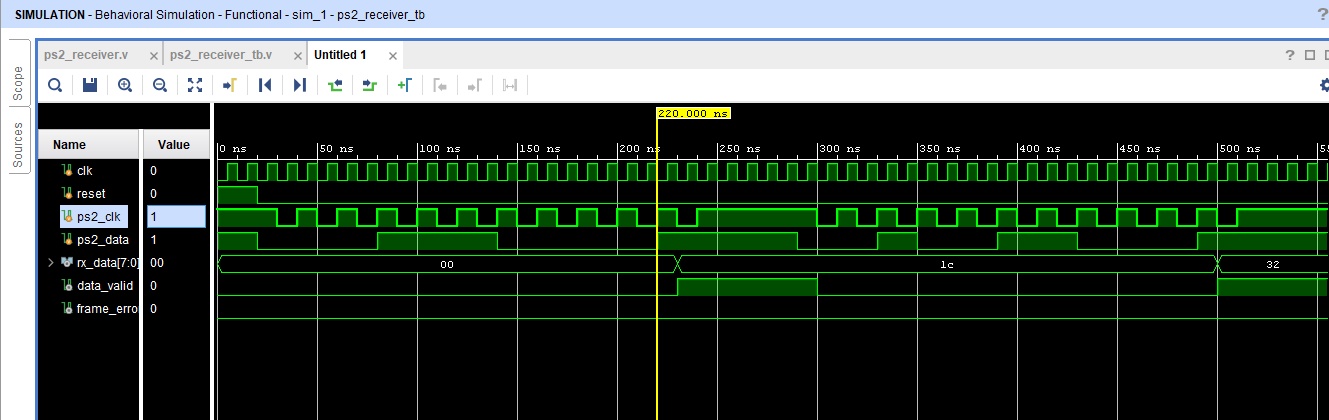 SIMULATION - Behavioral Simulation - Functional - sim_1 - ps2_receiver_tb
?
Scope
Sources
ps2_receiver.v × ps2_receiver_tb.v × Untitled 1 ×
?
220.000 ns
Name Value
0 ns 50 ns 100 ns 150 ns 200 ns 250 ns 300 ns 350 ns 400 ns 450 ns 500 ns
clk 0
reset 0
ps2_clk 1
ps2_data 1
rx_data[7:0] 00 00 1c 32
data_valid 0
frame_erro 0